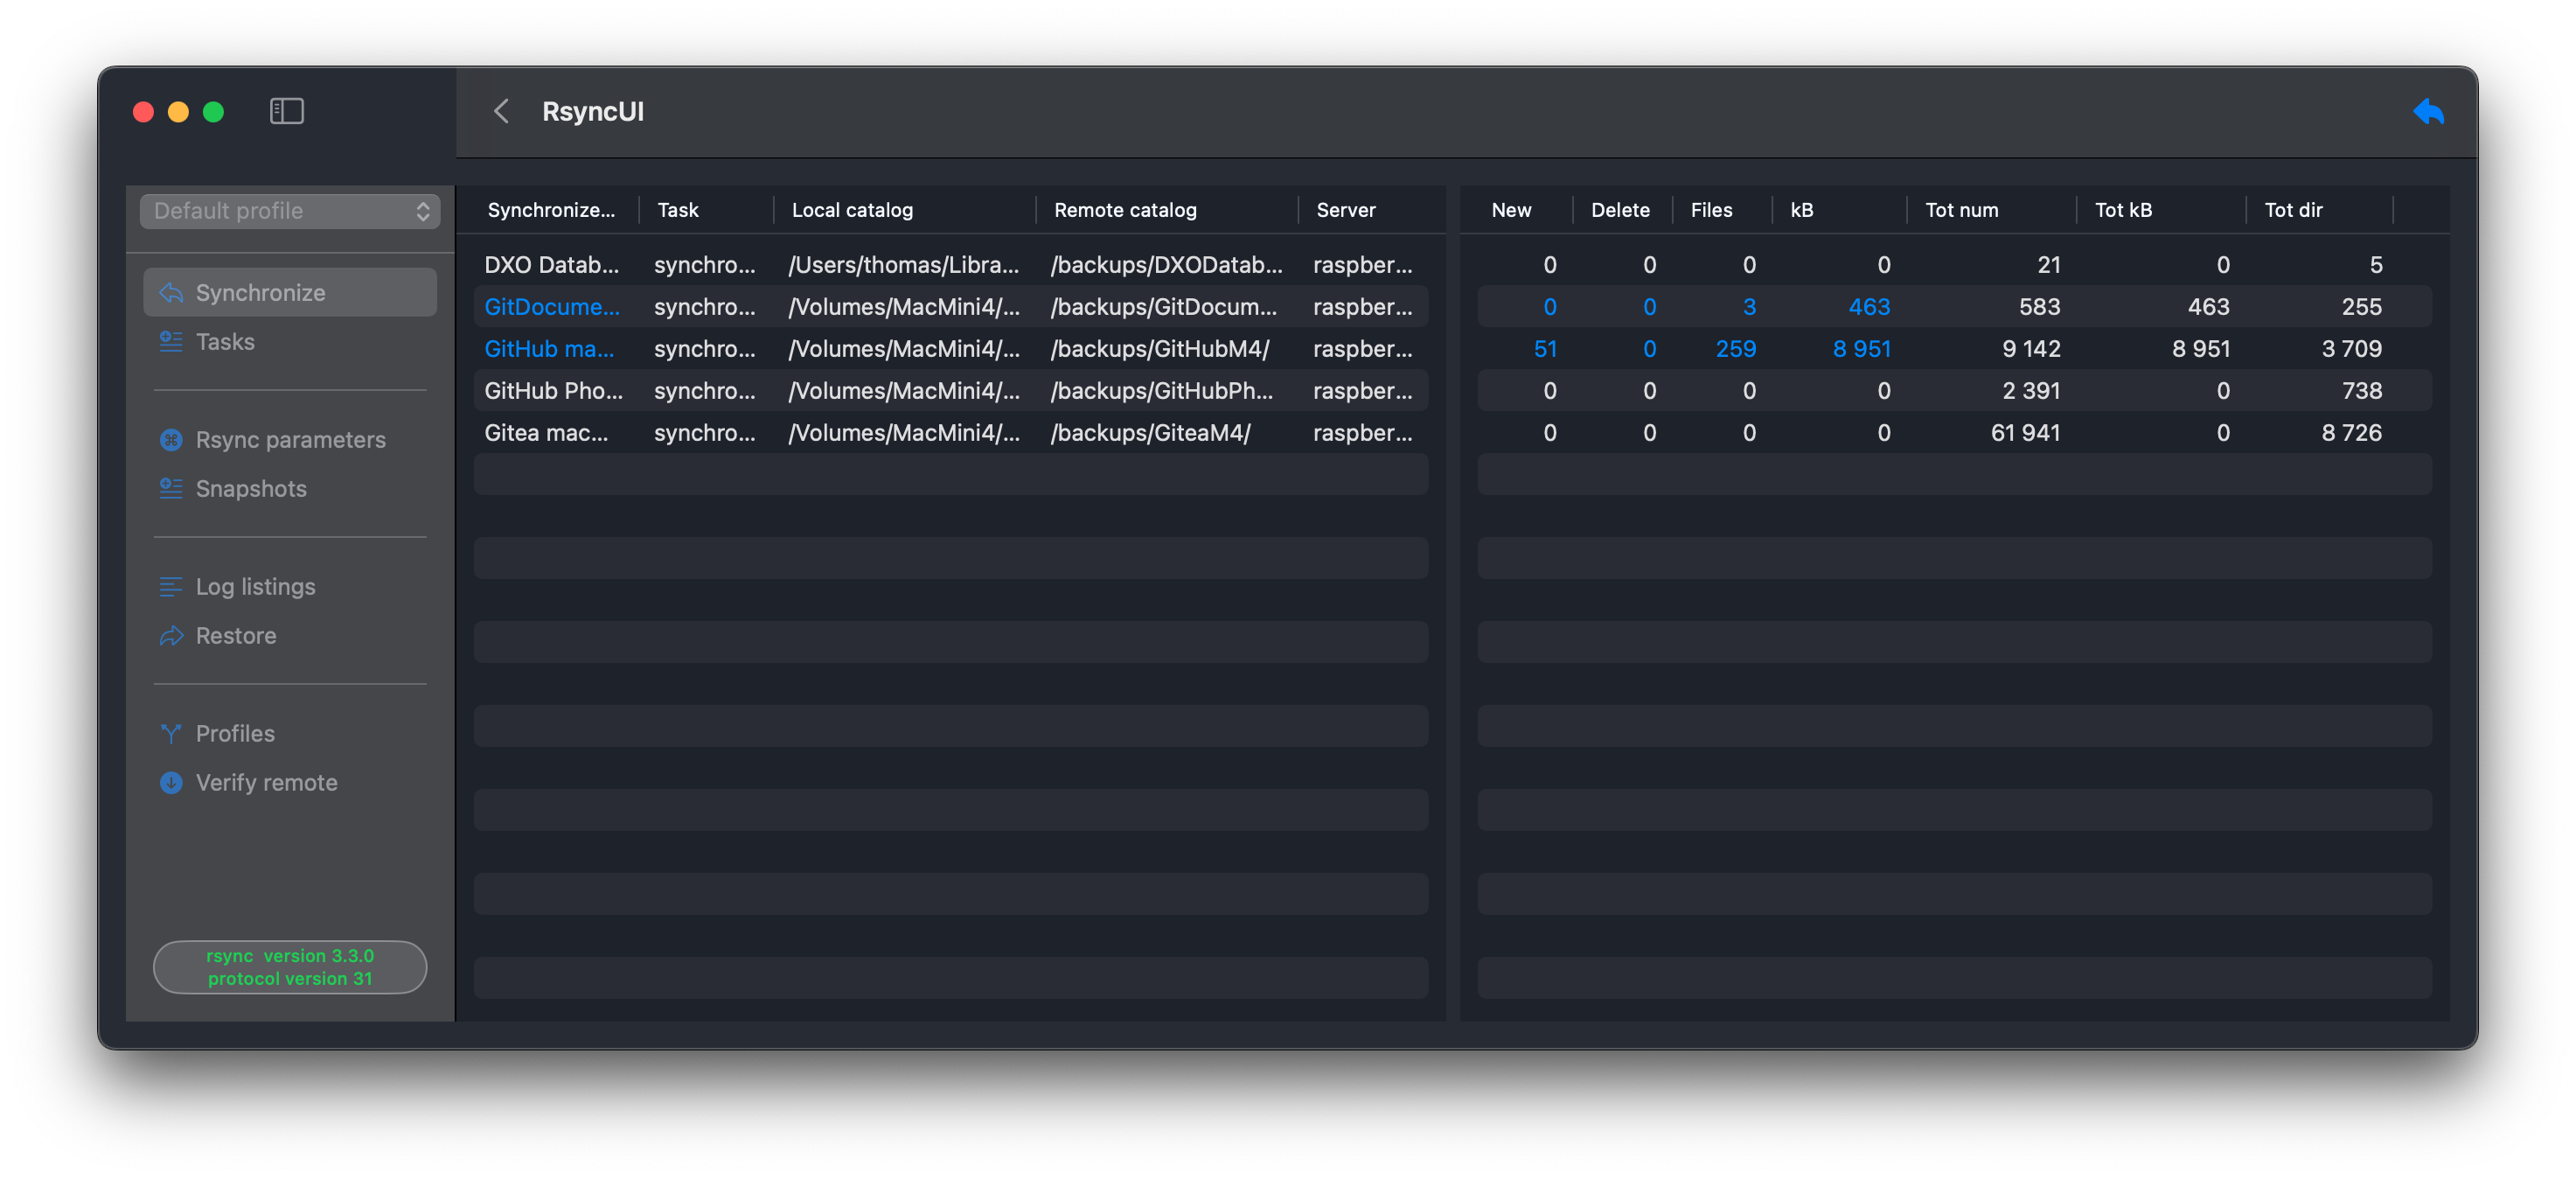 RsyncUI
Default profile
Synchronize
Tasks
Rsync parameters
Snapshots
Log listings
Restore
Profiles
Verify remote
rsync  version 3.3.0
protocol version 31
Synchronize... Task Local catalog Remote catalog Server New Delete Files kB Tot num Tot kB Tot dir
DXO Datab... synchro... /Users/thomas/Libra... /backups/DXODatab... raspber... 0 0 0 0 21 0 5
GitDocume... synchro... /Volumes/MacMini4/... /backups/GitDocum... raspber... 0 0 3 463 583 463 255
GitHub ma... synchro... /Volumes/MacMini4/... /backups/GitHubM4/ raspber... 51 0 259 8 951 9 142 8 951 3 709
GitHub Pho... synchro... /Volumes/MacMini4/... /backups/GitHubPh... raspber... 0 0 0 0 2 391 0 738
Gitea mac... synchro... /Volumes/MacMini4/... /backups/GiteaM4/ raspber... 0 0 0 0 61 941 0 8 726